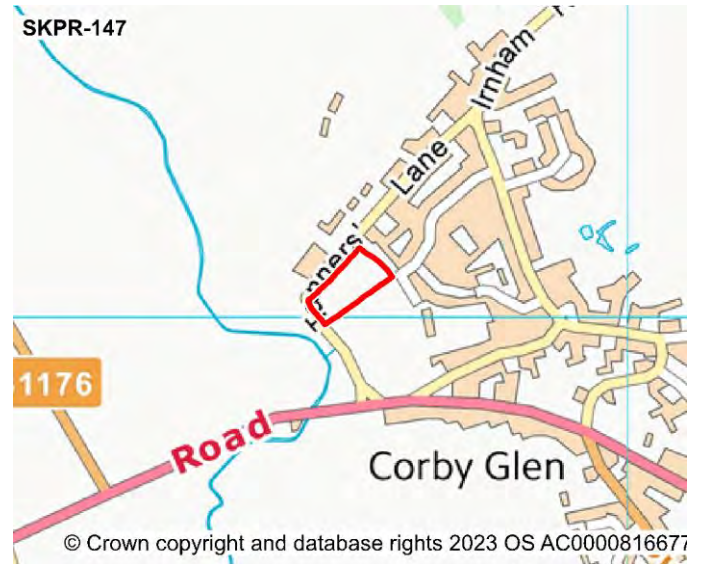 SKPR-147
Irnham
Lane
1176
Road
Corby Glen
© Crown copyright and database rights 2023 OS AC0000816677